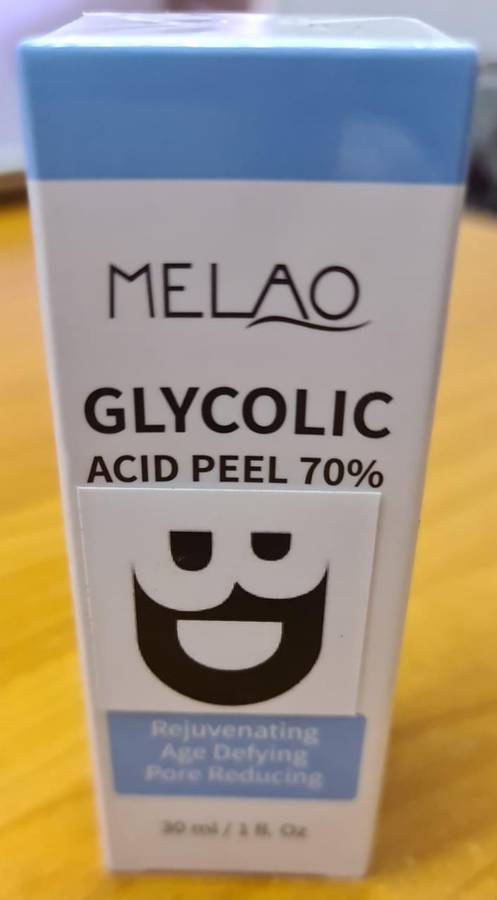 MELAO
GLYCOLIC
ACID PEEL 70%
Rejuvenating
Age Defying
Pore Reducing
30 ml / 1 fl. Oz